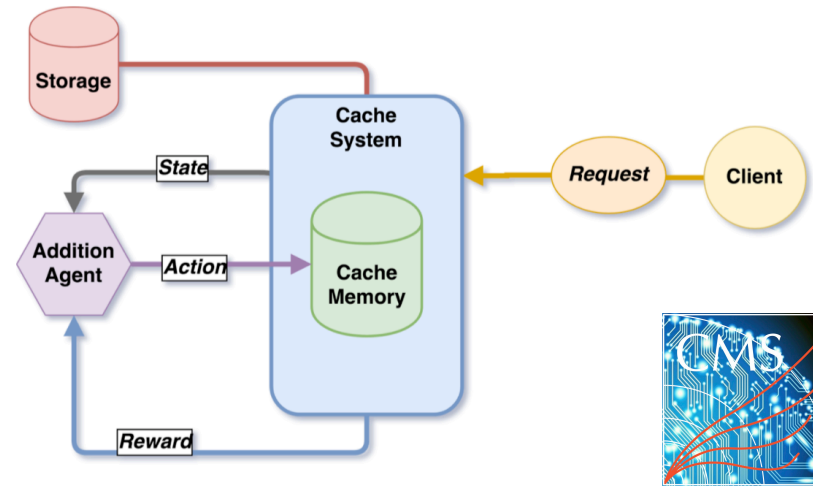 Storage
Cache
System
State
Request
Client
Addition
Agent
Action
Cache
Memory
CMS
Reward